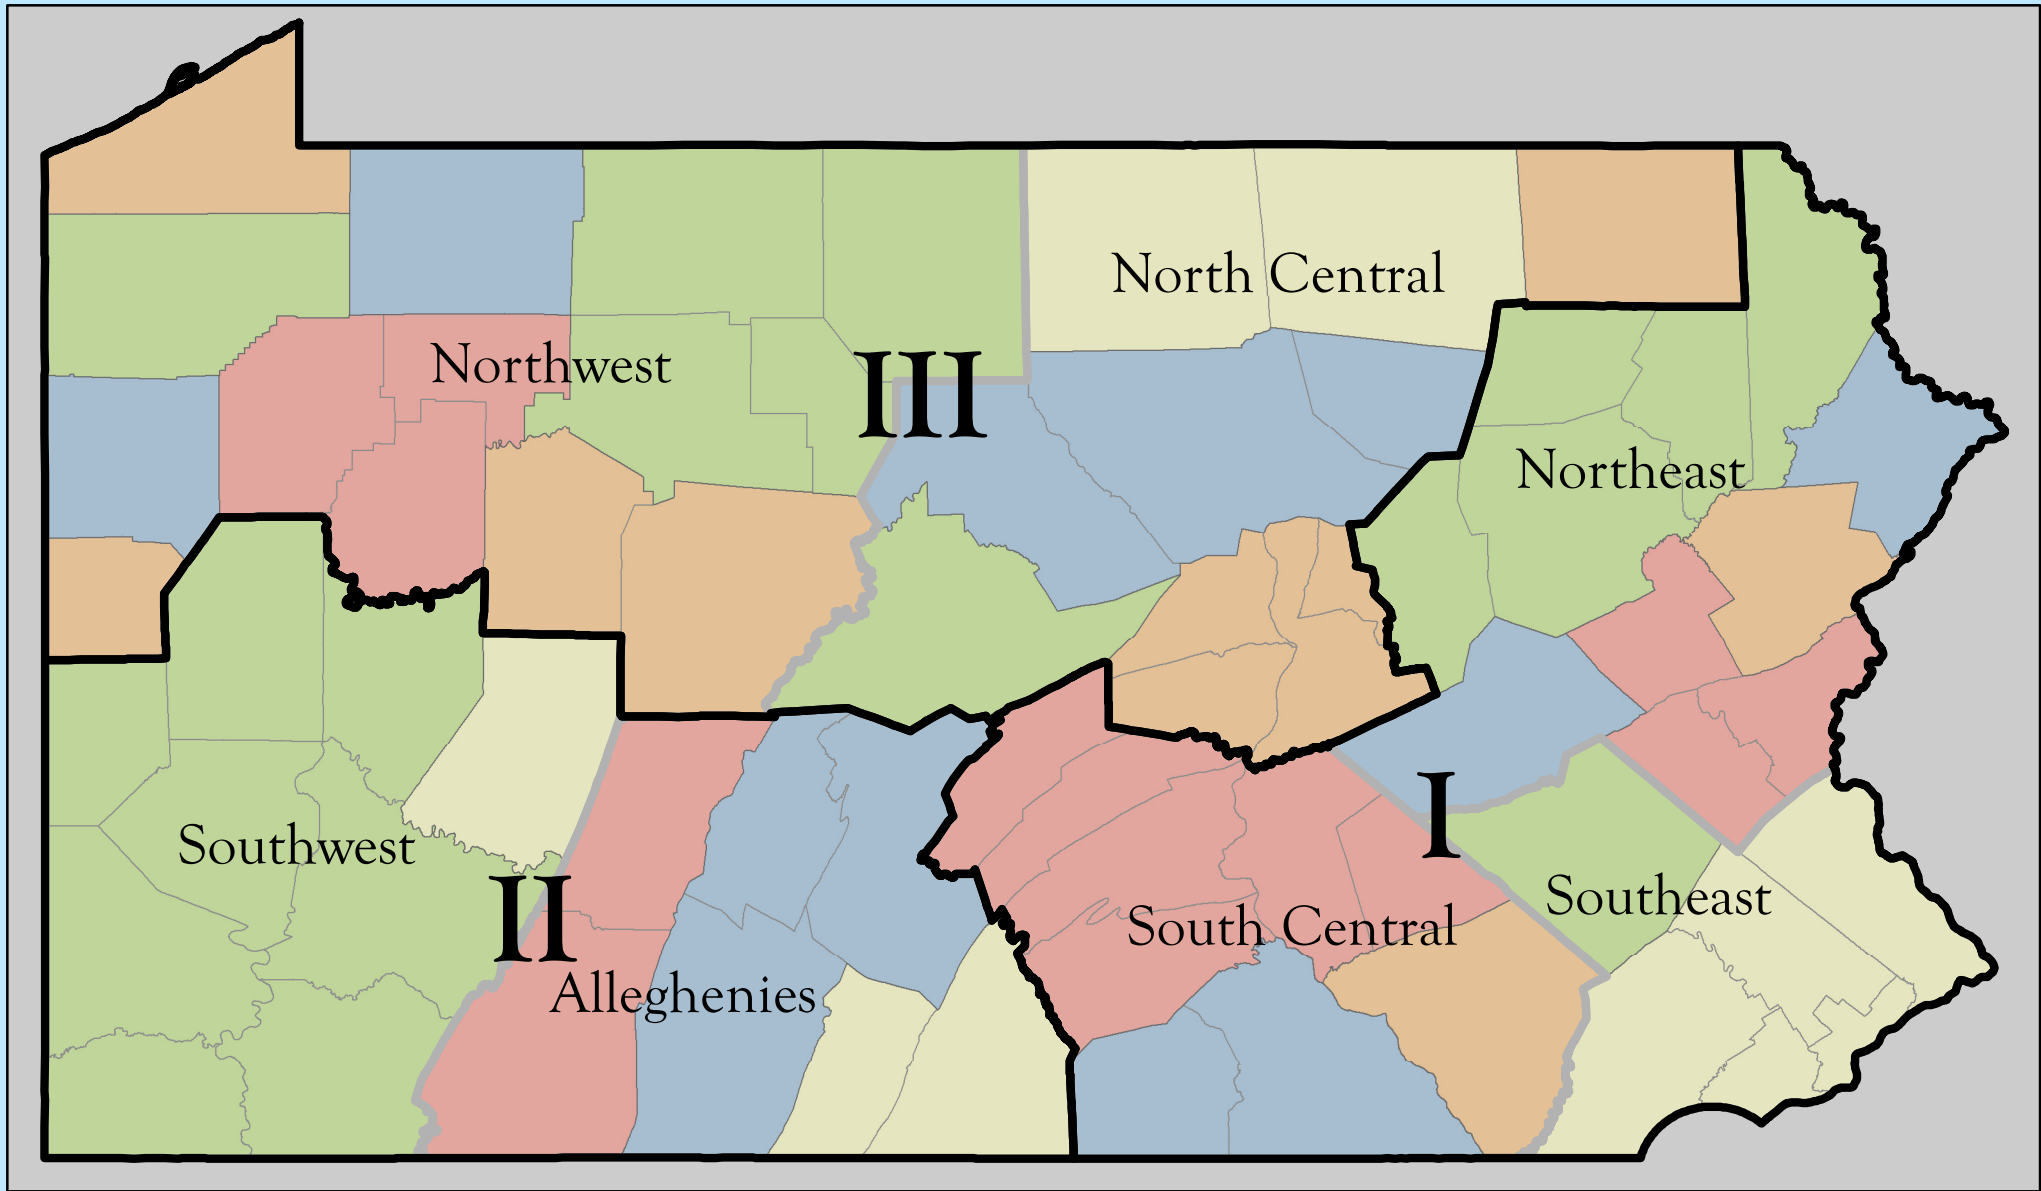 North Central
Northwest
III
Northeast
I
Southwest
II
Southeast
South Central
Alleghenies